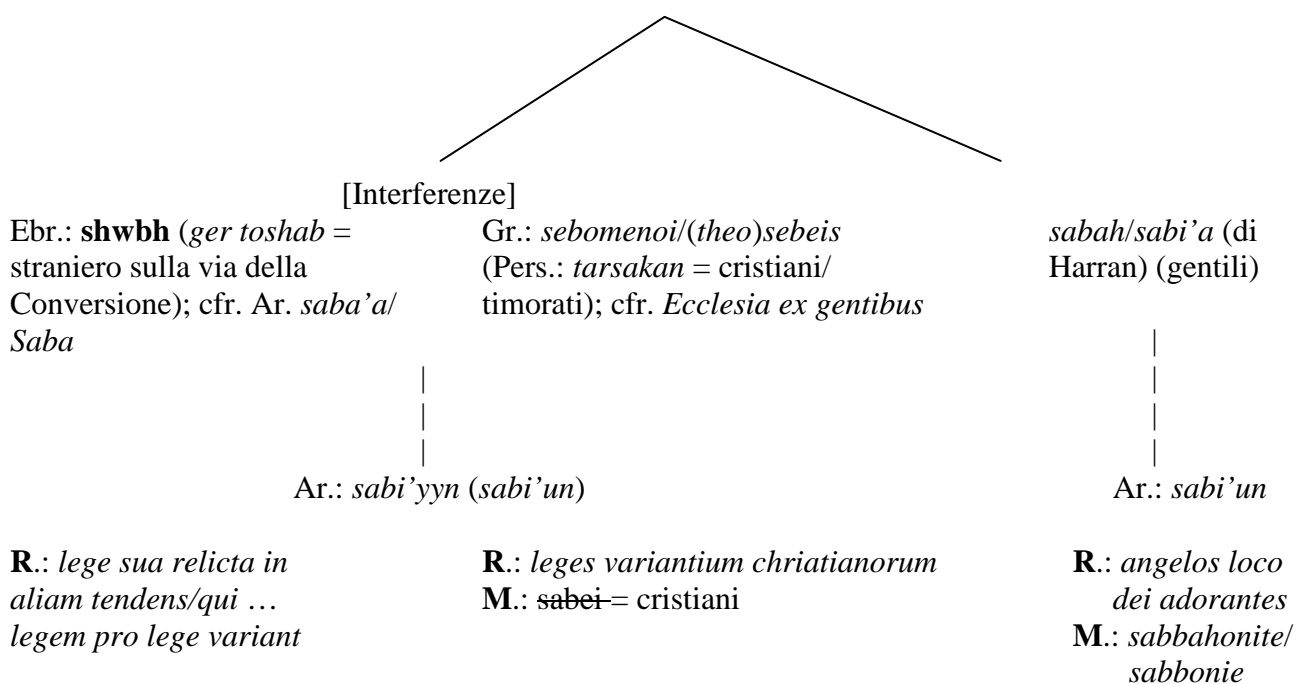 [Interferenze]
Ebr.: shwbh (ger toshab =
straniero sulla via della
Conversione); cfr. Ar. saba’a/
Saba
Gr.: sebomenoi/(theo)sebeis
(Pers.: tarsakan = cristiani/
timorati); cfr. Ecclesia ex gentibus
sabah/sabi’a (di
Harran) (gentili)
Ar.: sabi’yyn (sabi’un)
Ar.: sabi’un
R.: lege sua relicta in
aliam tendens/qui …
legem pro lege variant
R.: leges variantium chriatianorum
M.: sabei = cristiani
R.: angelos loco
dei adorantes
M.: sabbahonite/
sabbonie